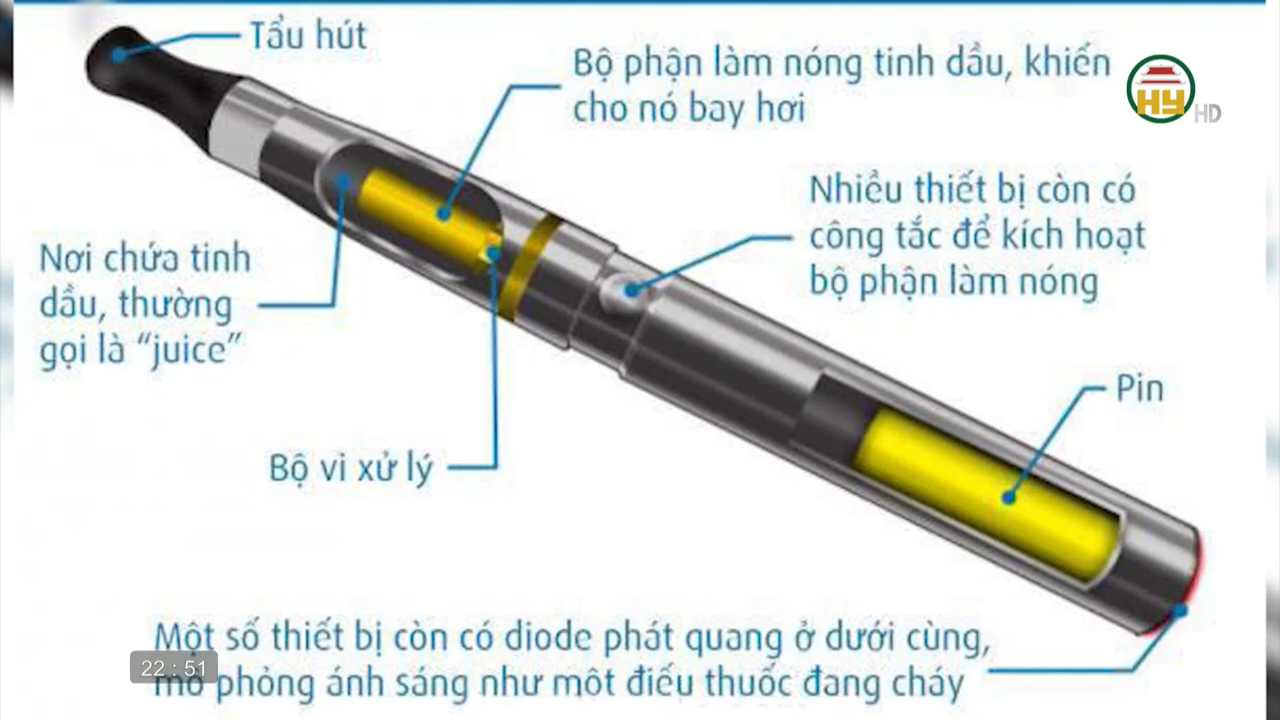 Tẩu hút
Bộ phận làm nóng tinh dầu, khiến
cho nó bay hơi
HY HD
Nhiều thiết bị còn có
công tắc để kích hoạt
bộ phận làm nóng
Nơi chứa tinh
dầu, thường
gọi là “juice”
Pin
Bộ vi xử lý
Một số thiết bị còn có diode phát quang ở dưới cùng,
22 : 51
mô phỏng ánh sáng như một điếu thuốc đang cháy